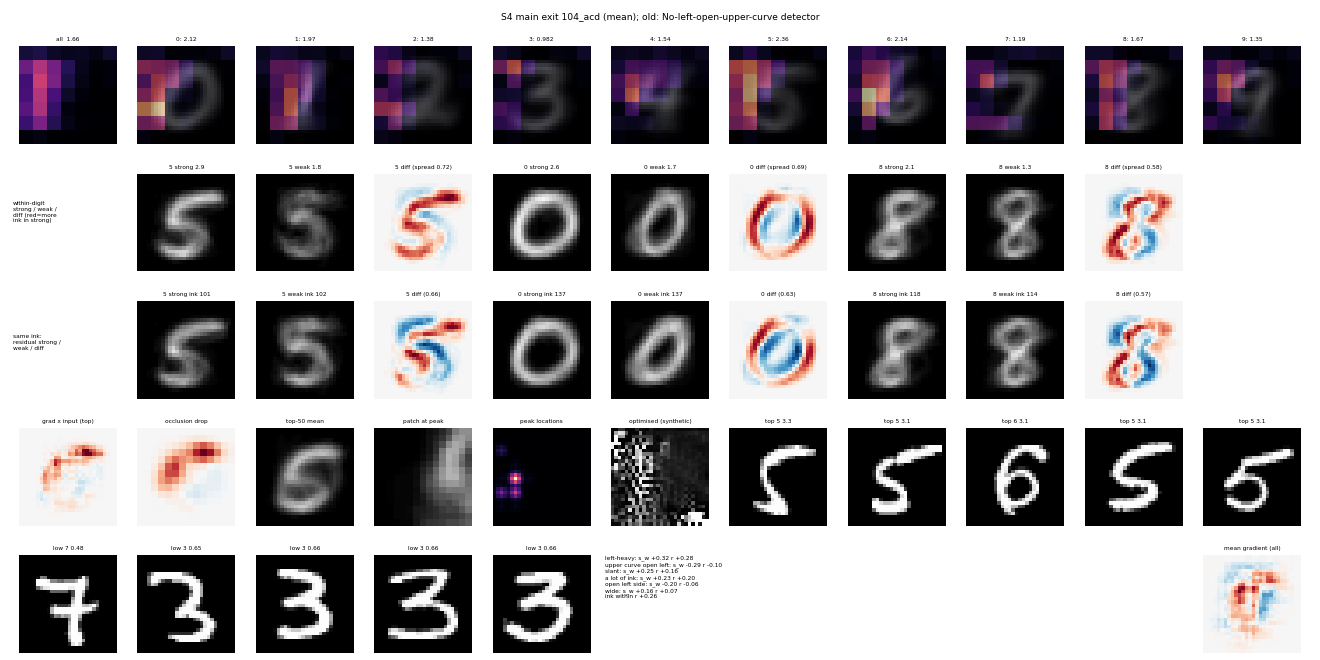 S4 main exit 104_acd (mean); old: No-left-open-upper-curve detector
all 1.66
0: 2.12
1: 1.97
2: 1.38
3: 0.982
4: 1.54
5: 2.36
6: 2.14
7: 1.19
8: 1.67
9: 1.35
within-digit
strong / weak /
diff (red=more
ink in strong)
5 strong 2.9
5 weak 1.8
5 diff (spread 0.72)
0 strong 2.6
0 weak 1.7
0 diff (spread 0.69)
8 strong 2.1
8 weak 1.3
8 diff (spread 0.58)
same ink:
residual strong /
weak / diff
5 strong ink 101
5 weak ink 102
5 diff (0.66)
0 strong ink 137
0 weak ink 137
0 diff (0.63)
8 strong ink 118
8 weak ink 114
8 diff (0.57)
grad x input (top)
occlusion drop
top-50 mean
patch at peak
peak locations
optimised (synthetic)
top 5 3.3
top 5 3.1
top 6 3.1
top 5 3.1
top 5 3.1
low 7 0.48
low 3 0.65
low 3 0.66
low 3 0.66
low 3 0.66
left-heavy: s_w +0.32 r +0.28
upper curve open left: s_w -0.29 r -0.10
slant: s_w +0.25 r +0.16
a lot of ink: s_w +0.23 r +0.20
open left side: s_w -0.20 r -0.06
wide: s_w +0.16 r +0.07
ink within r +0.26
mean gradient (all)